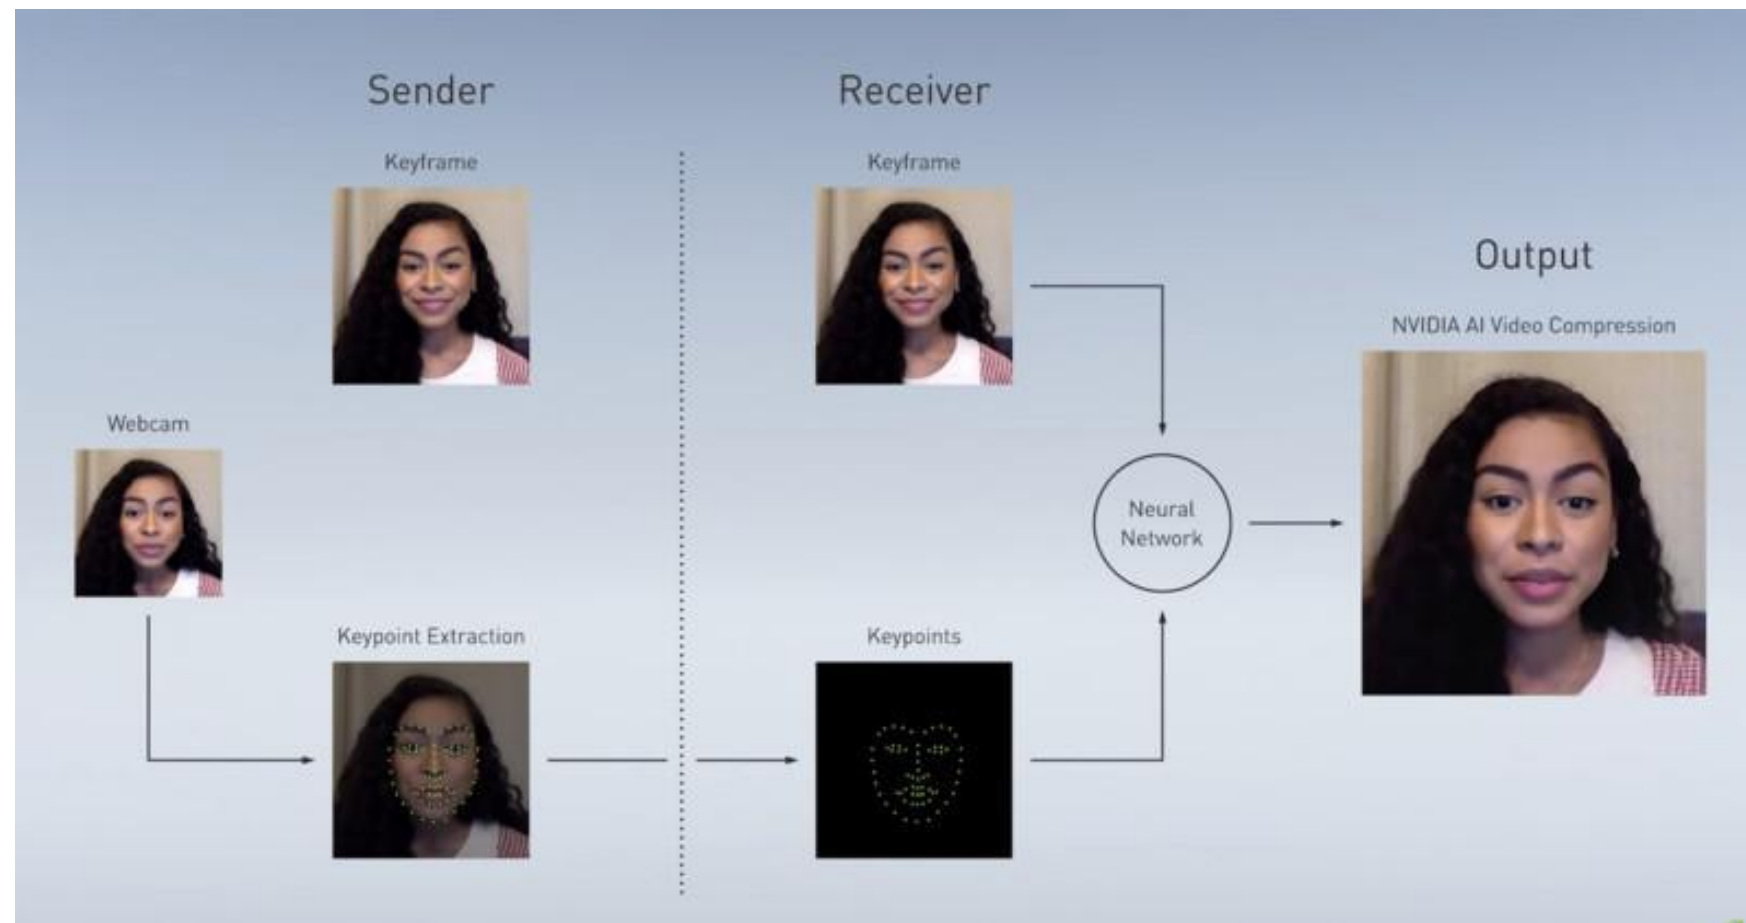 Sender
Receiver
Keyframe
Keyframe
Output
NVIDIA AI Video Compression
Webcam
Neural
Network
Keypoint Extraction
Keypoints